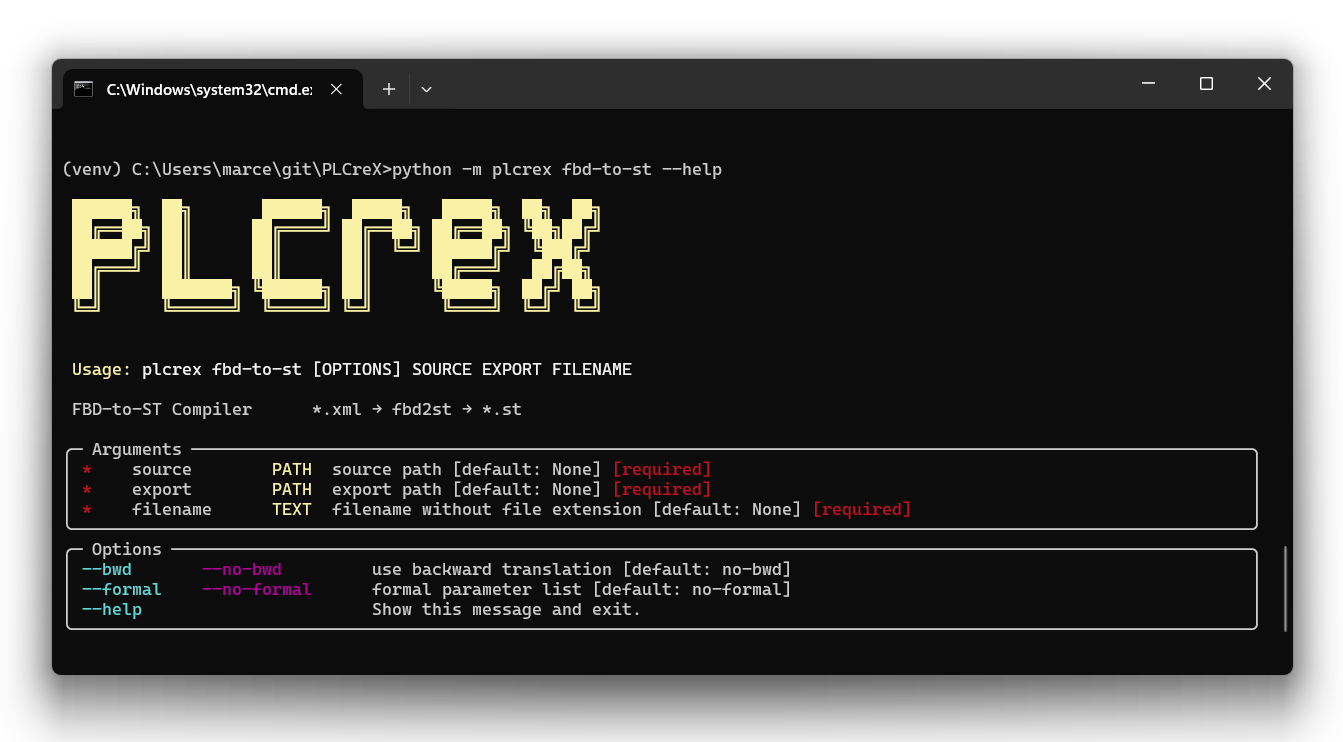 C:\Windows\system32\cmd.e
(venv) C:\Users\marce\git\PLCreX>python -m plcrex fbd-to-st --help
PLCreX
Usage: plcrex fbd-to-st [OPTIONS] SOURCE EXPORT FILENAME
FBD-to-ST Compiler *.xml → fbd2st → *.st
Arguments
* source PATH source path [default: None] [required]
* export PATH export path [default: None] [required]
* filename TEXT filename without file extension [default: None] [required]
Options
--bwd --no-bwd use backward translation [default: no-bwd]
--formal --no-formal formal parameter list [default: no-formal]
--help Show this message and exit.